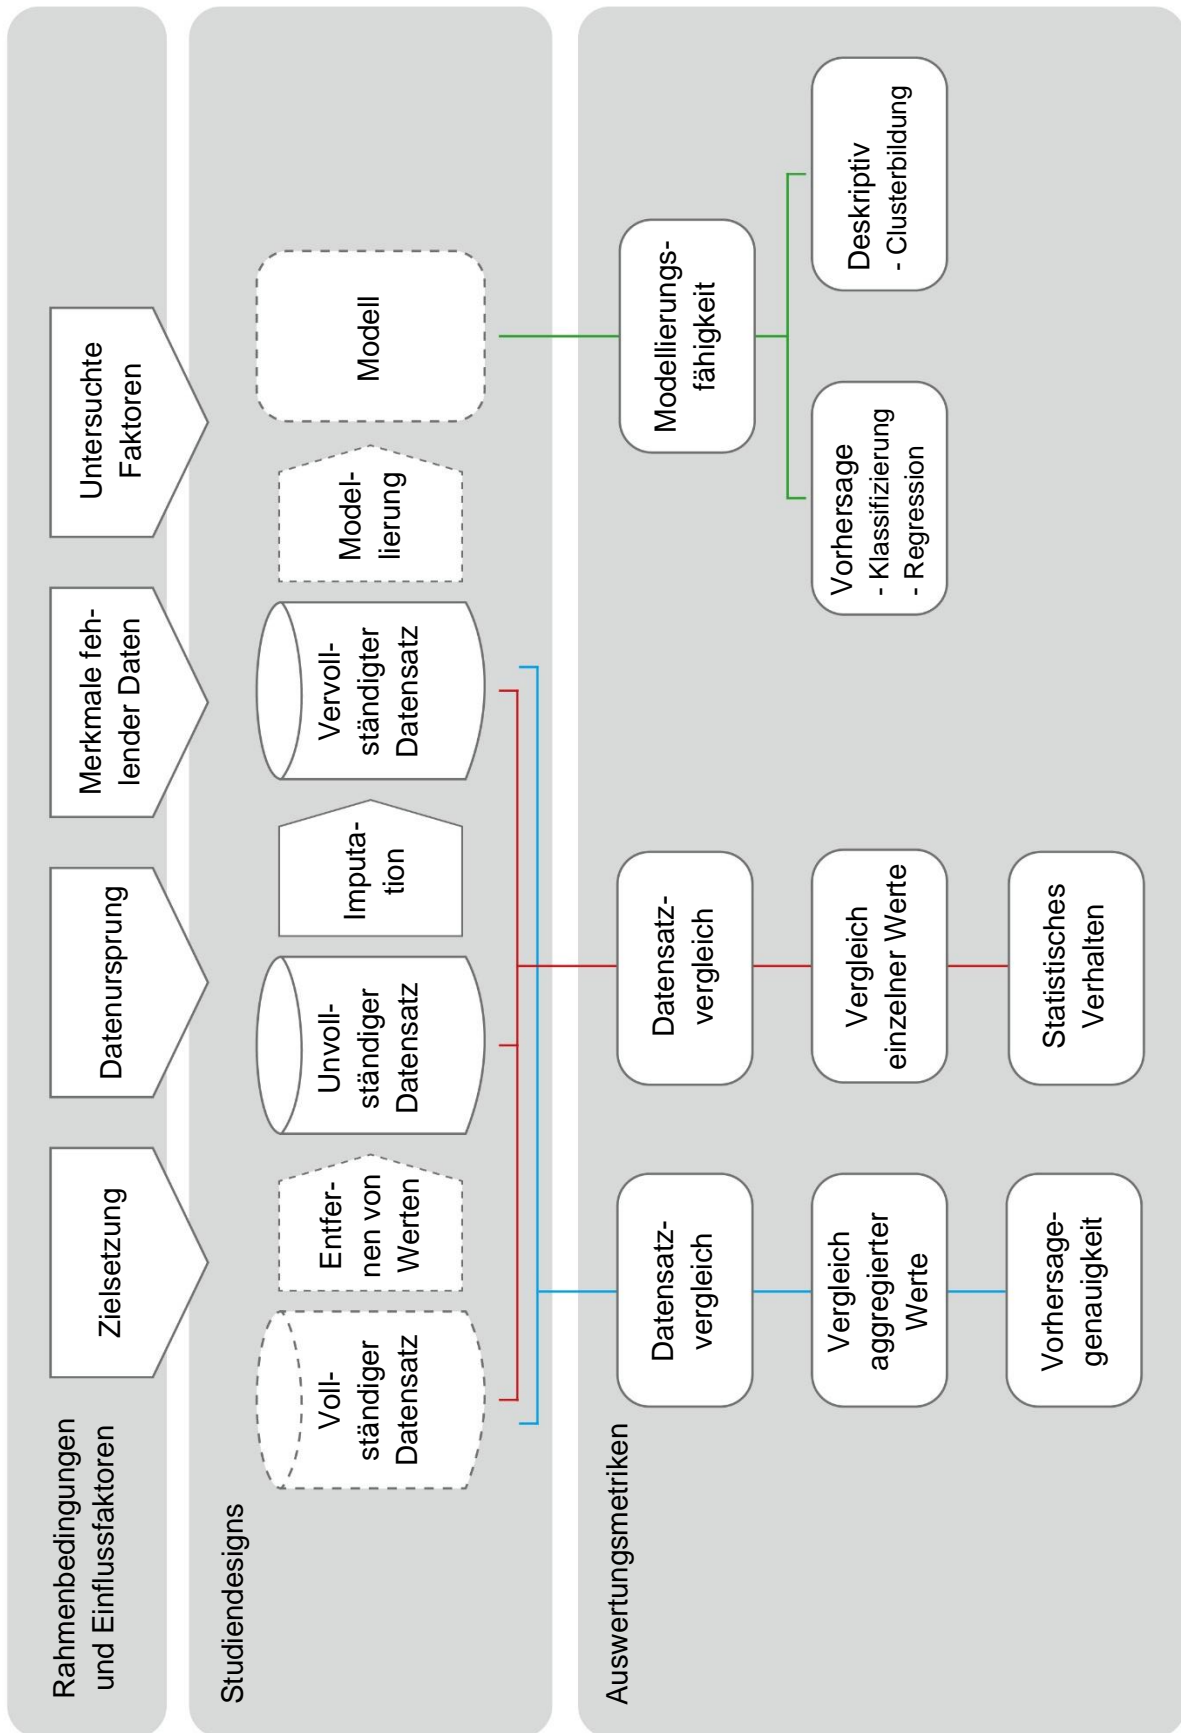 Rahmenbedingungen
und Einflussfaktoren
Zielsetzung
Datenursprung
Merkmale feh-
lender Daten
Untersuchte
Faktoren
Studiendesigns
Voll-
ständiger
Datensatz
Entfer-
nen von
Werten
Unvoll-
ständiger
Datensatz
Imputa-
tion
Vervoll-
ständigter
Datensatz
Model-
lierung
Modell
Auswertungsmetriken
Datensatz-
vergleich
Vergleich
aggregierter
Werte
Vorhersage-
genauigkeit
Datensatz-
vergleich
Vergleich
einzelner Werte
Statistisches
Verhalten
Modellierungs-
fähigkeit
Vorhersage
- Klassifizierung
- Regression
Deskriptiv
- Clusterbildung